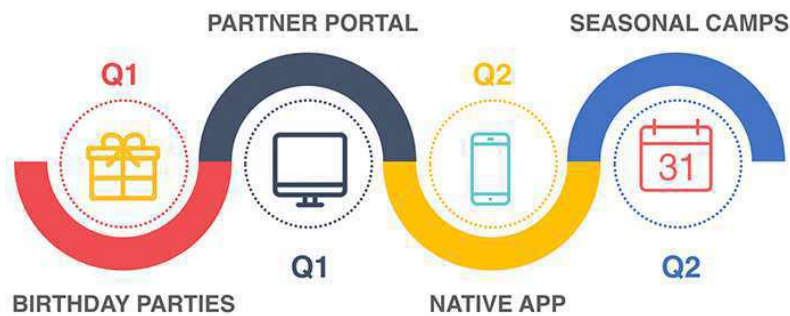 PARTNER PORTAL
SEASONAL CAMPS
Q1
Q2
31
Q1
Q2
BIRTHDAY PARTIES
NATIVE APP